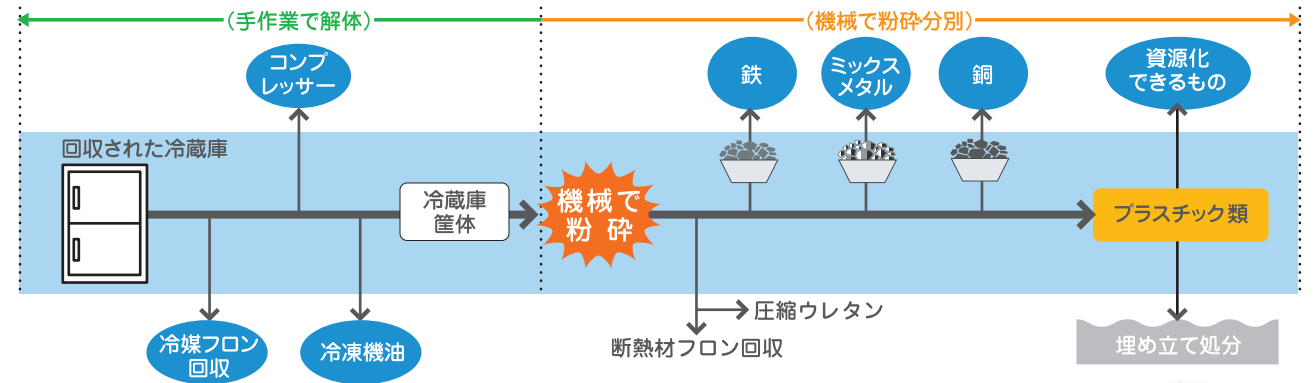 (手作業で解体)
(機械で粉砕・分別)
コンプ
レッサー
鉄
ミックス
メタル
銅
資源化
できるもの
回収された冷蔵庫
冷蔵庫
筐体
機械で
粉 砕
プラスチック類
冷媒フロン
回収
冷凍機油
圧縮ウレタン
断熱材フロン回収
埋め立て処分